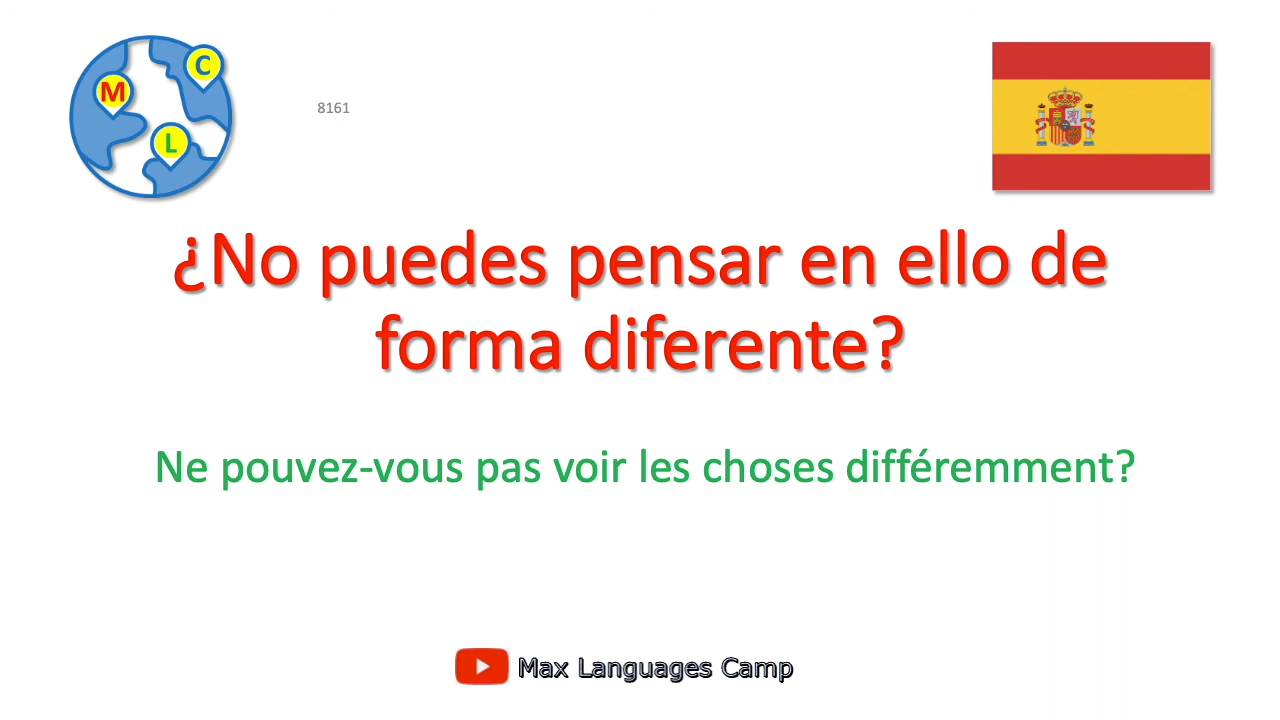 M
C
L
8161
¿No puedes pensar en ello de
forma diferente?
Ne pouvez-vous pas voir les choses différemment?
Max Languages Camp